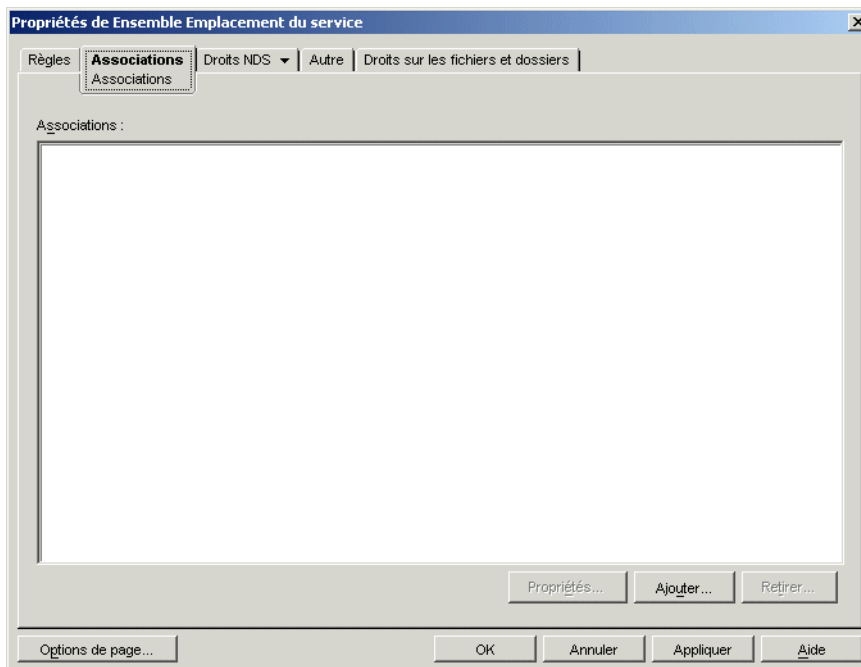 Propriétés de Ensemble Emplacement du service
Règles Associations Droits NDS Autre Droits sur les fichiers et dossiers
Associations
Associations :
Propriétés... Ajouter... Retirer...
Options de page... OK Annuler Appliquer Aide